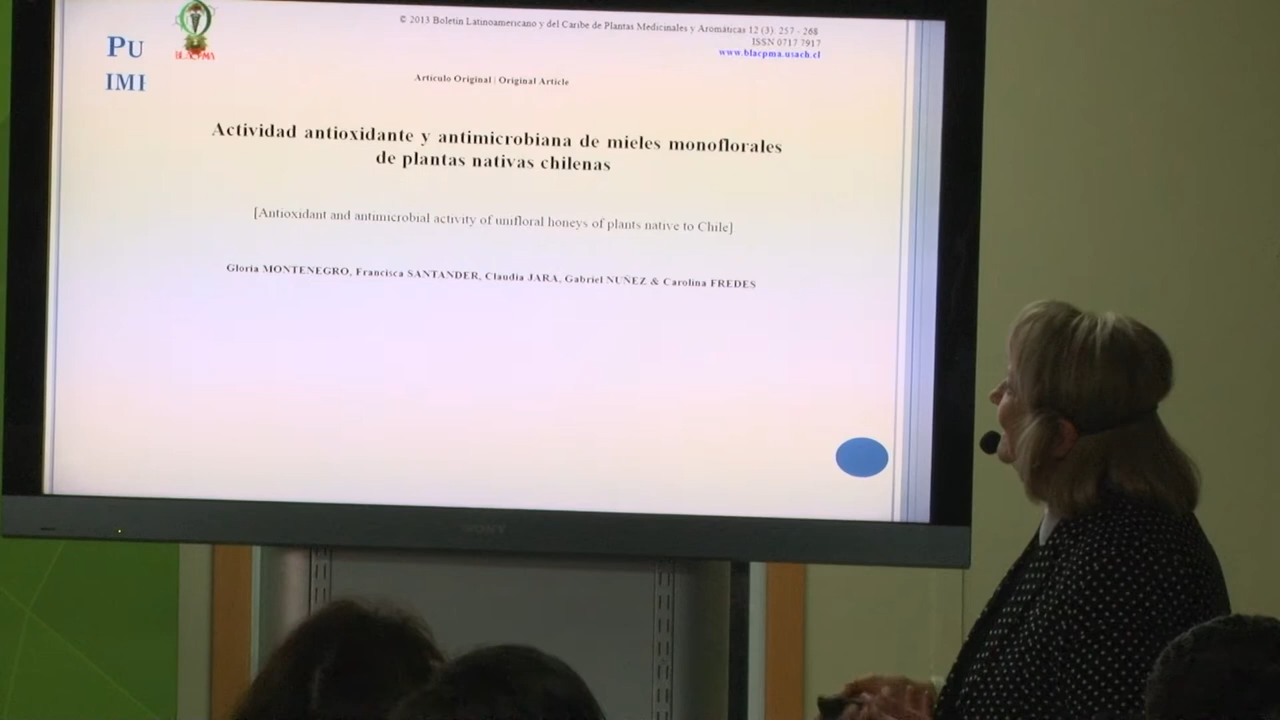 PU
IMI
BLACPMA
© 2013 Boletín Latinoamericano y del Caribe de Plantas Medicinales y Aromáticas 12 (3): 257 - 268
ISSN 0717 7917
www.blacpma.usach.cl
Artículo Original | Original Article
Actividad antioxidante y antimicrobiana de mieles monoflorales
de plantas nativas chilenas
[Antioxidant and antimicrobial activity of unifloral honeys of plants native to Chile]
Gloria MONTENEGRO, Francisca SANTANDER, Claudia JARA, Gabriel NUÑEZ & Carolina FREDES
SONY